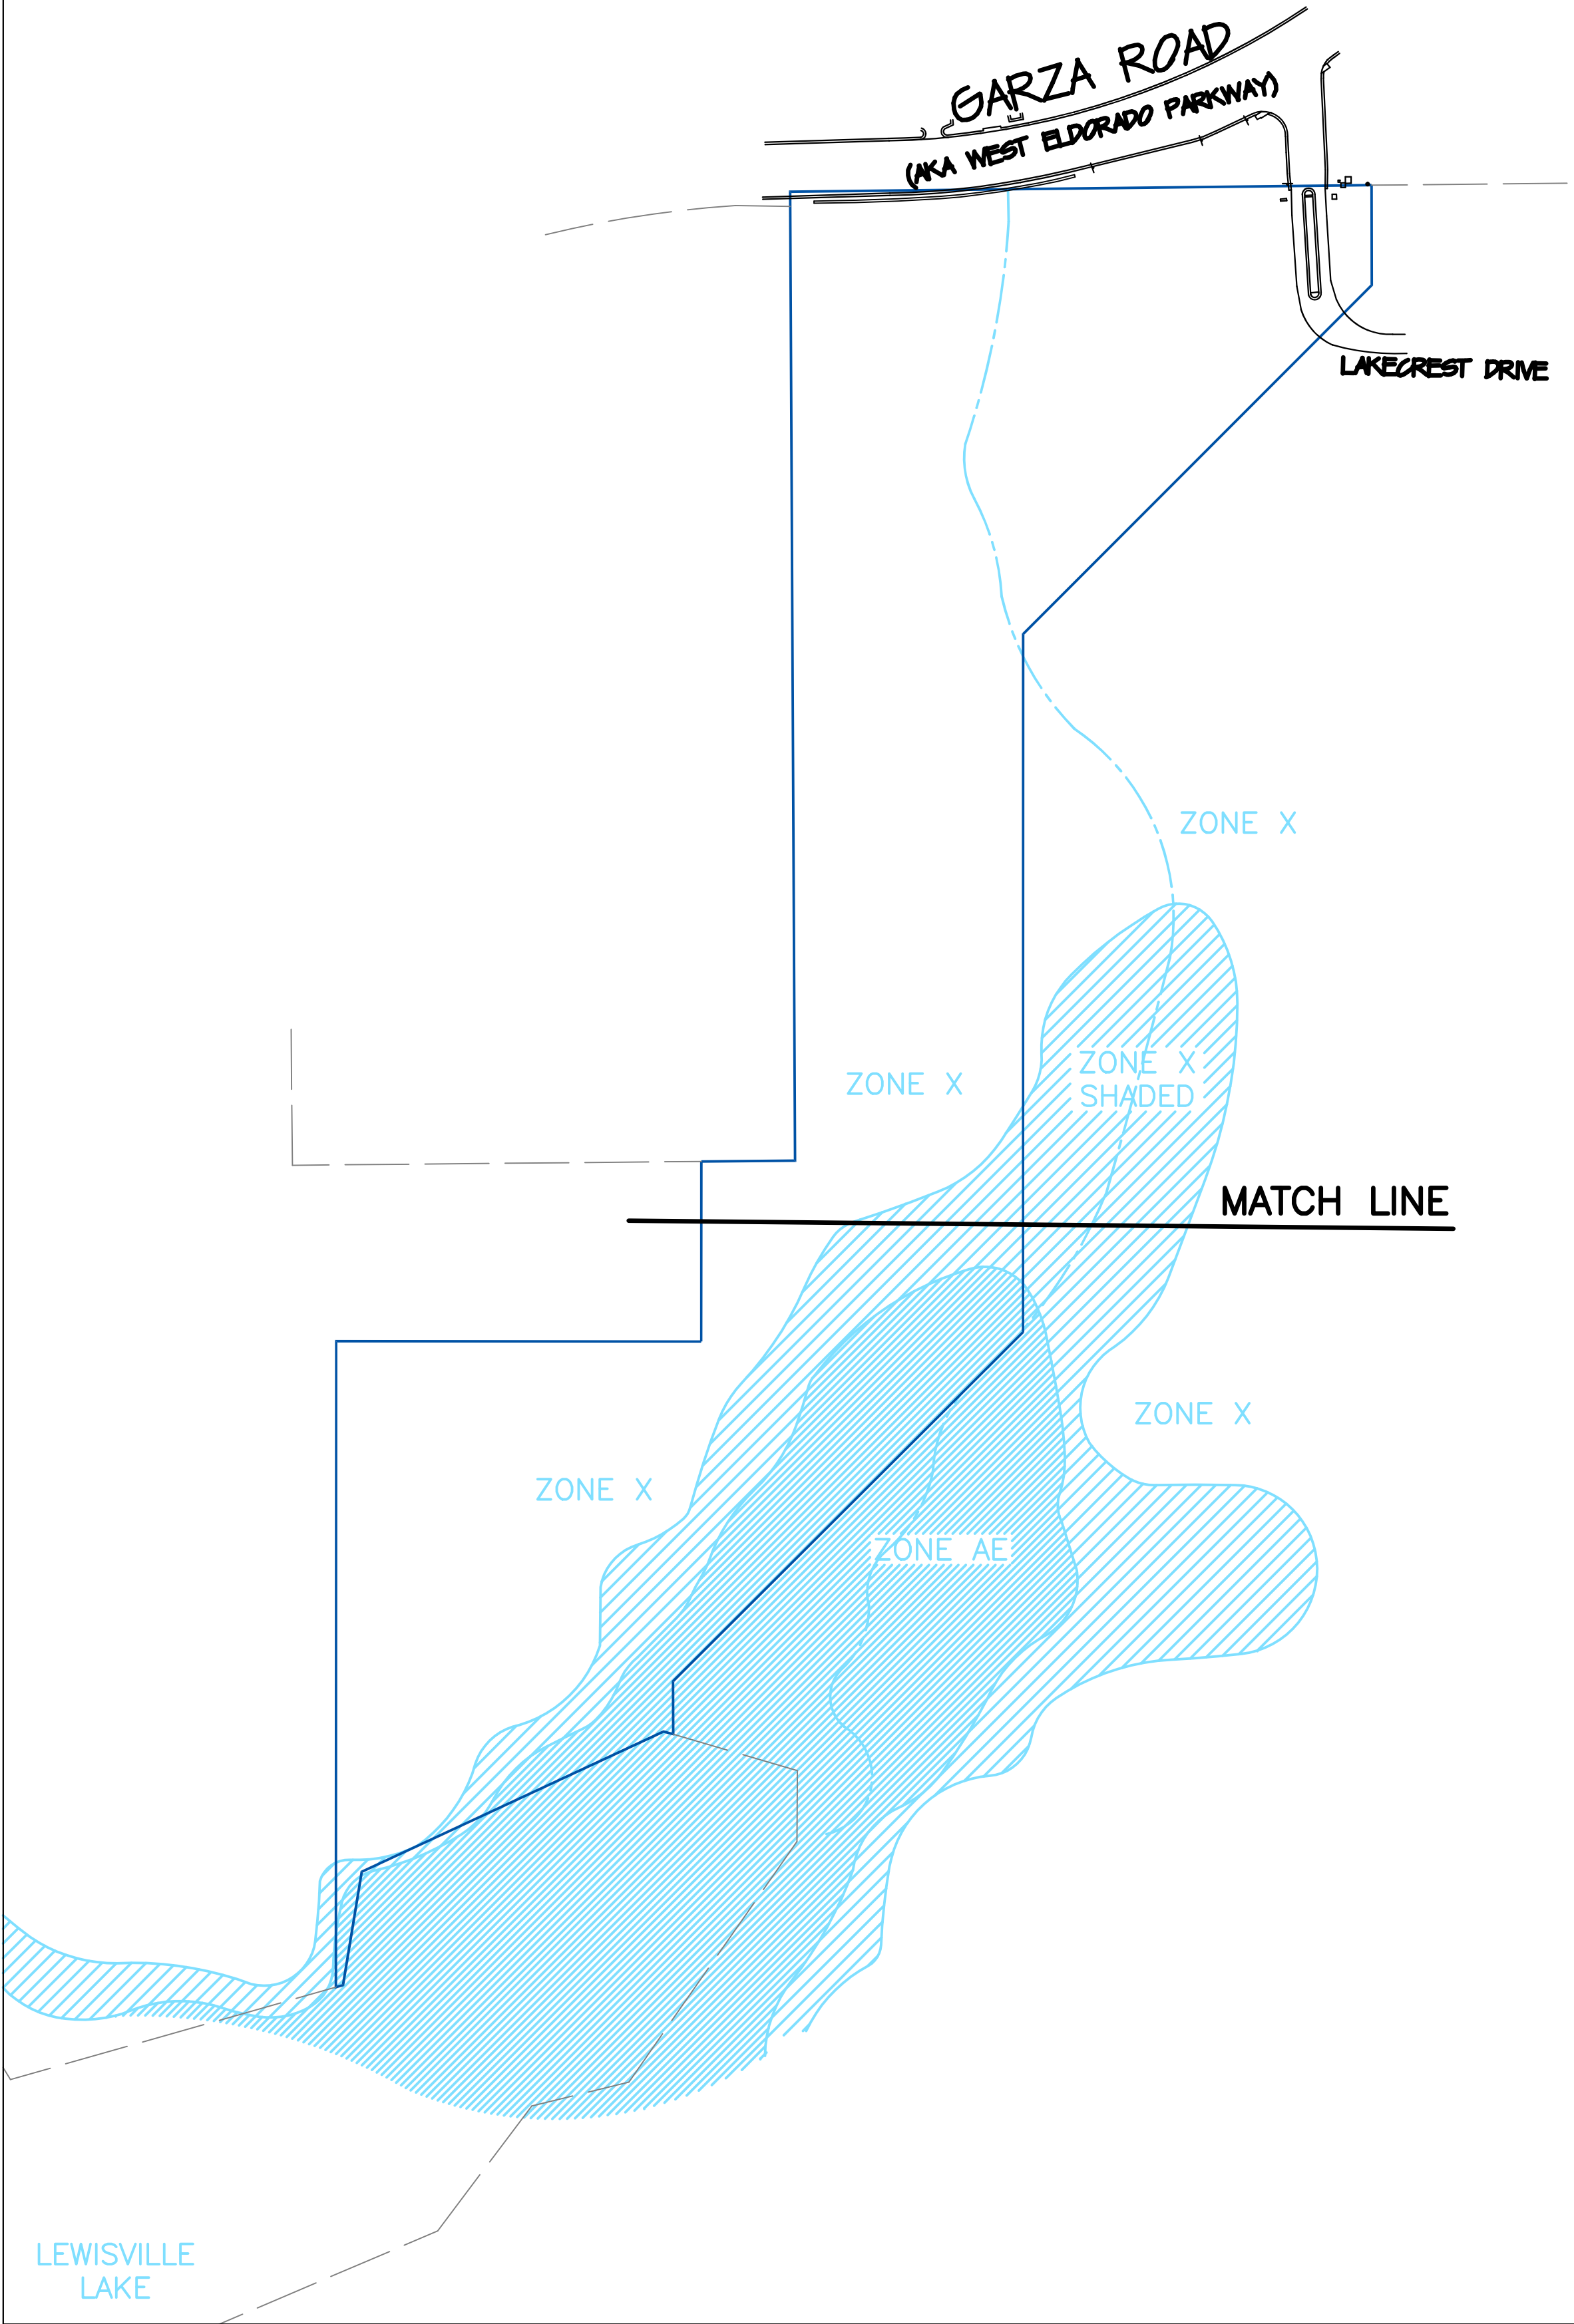 GARZA ROAD
(AKA WEST ELDORADO PARKWAY)
LAKECREST DRIVE
ZONE X
ZONE X
SHADED
ZONE X
MATCH LINE
ZONE X
ZONE X
ZONE AE
LEWISVILLE
LAKE